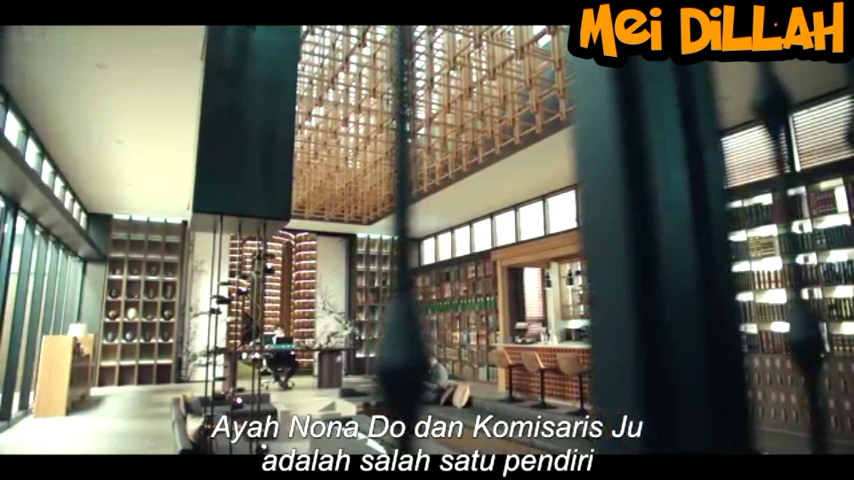 Mei DiLLAH
Ayah Nona Do dan Komisaris Ju
adalah salah satu pendiri